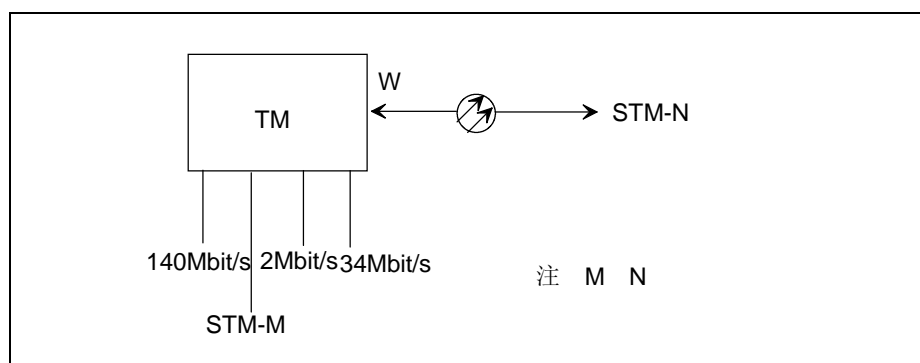 W
TM
STM-N
140Mbit/s 2Mbit/s 34Mbit/s
注 M N
STM-M